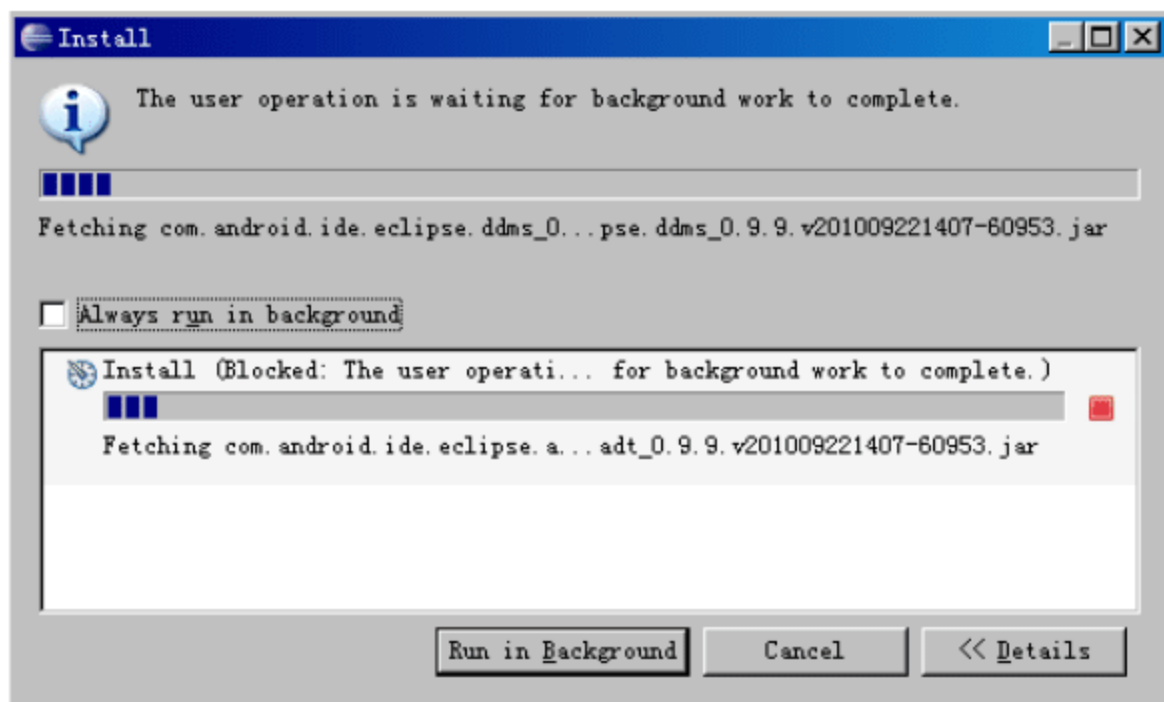 Install
The user operation is waiting for background work to complete.
Fetching com.android.ide.eclipse.ddms_0...pse.ddms_0.9.9.v201009221407-60953.jar
Always run in background
Install (Blocked: The user operati... for background work to complete.)
Fetching com.android.ide.eclipse.a...adt_0.9.9.v201009221407-60953.jar
Run in Background
Cancel
<< Details